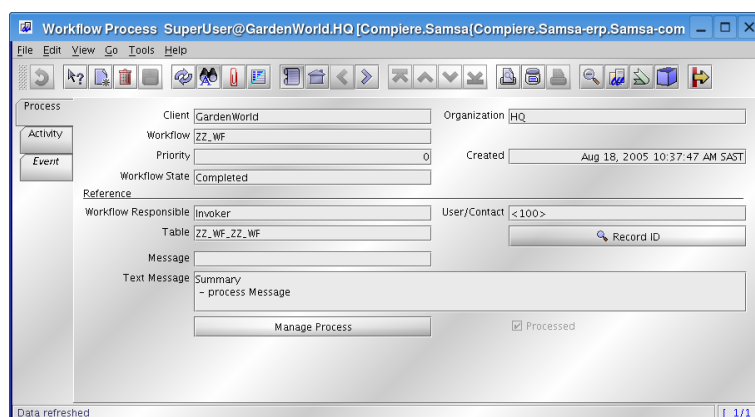 Workflow Process SuperUser@GardenWorld.HQ [Compiere.Samsa{Compiere.Samsa-erp.Samsa-com
File Edit View Go Tools Help
Process
Activity
Event
Client GardenWorld Organization HQ
Workflow ZZ_WF
Priority 0 Created Aug 18, 2005 10:37:47 AM SAST
Workflow State Completed
Reference
Workflow Responsible Invoker User/Contact <100>
Table ZZ_WF_ZZ_WF Record ID
Message
Text Message Summary
– process Message
Manage Process Processed
Data refreshed [ 1/1